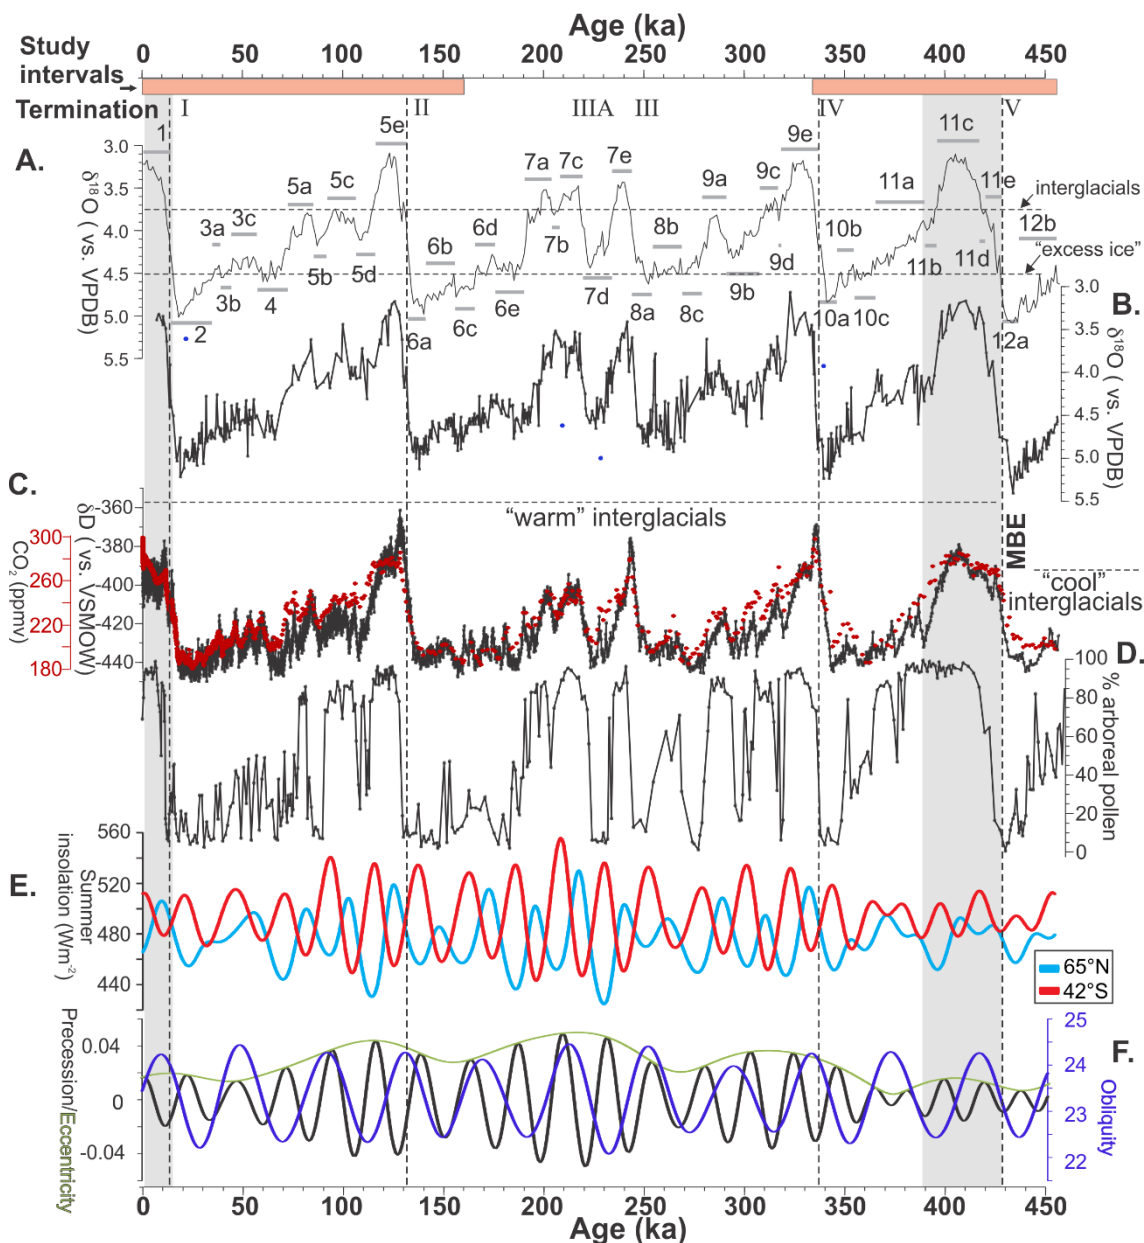 Age (ka)
Study
intervals
0 50 100 150 200 250 300 350 400 450
Termination I II IIIA III IV V
A.
δ¹⁸O ( vs. VPDB)
3.0
3.5
4.0
4.5
5.0
5.5
1 5e 9e 11c
5a 5c 7a 7c 7e 9a 9c 11a 11e
interglacials
3a 3c 6b 6d 7b 8b 10b 12b
5b 5d 9d 11b 11d
"excess ice"
3b 4 6c 6e 7d 8a 8c 9b 10a 10c
2 6a 12a
B.
δ¹⁸O ( vs. VPDB)
3.0
3.5
4.0
4.5
5.0
5.5
C.
CO₂ (ppmv)
300
260
220
180
δD ( vs. VSMOW)
-360
-380
-400
-420
-440
"warm" interglacials
MBE
"cool"
interglacials
D.
% arboreal pollen
100
80
60
40
20
0
E.
Summer
insolation (Wm⁻²)
560
520
480
440
65°N
42°S
F.
Precession/Eccentricity
0.04
0
-0.04
Obliquity
25
24
23
22
0 50 100 150 200 250 300 350 400 450
Age (ka)